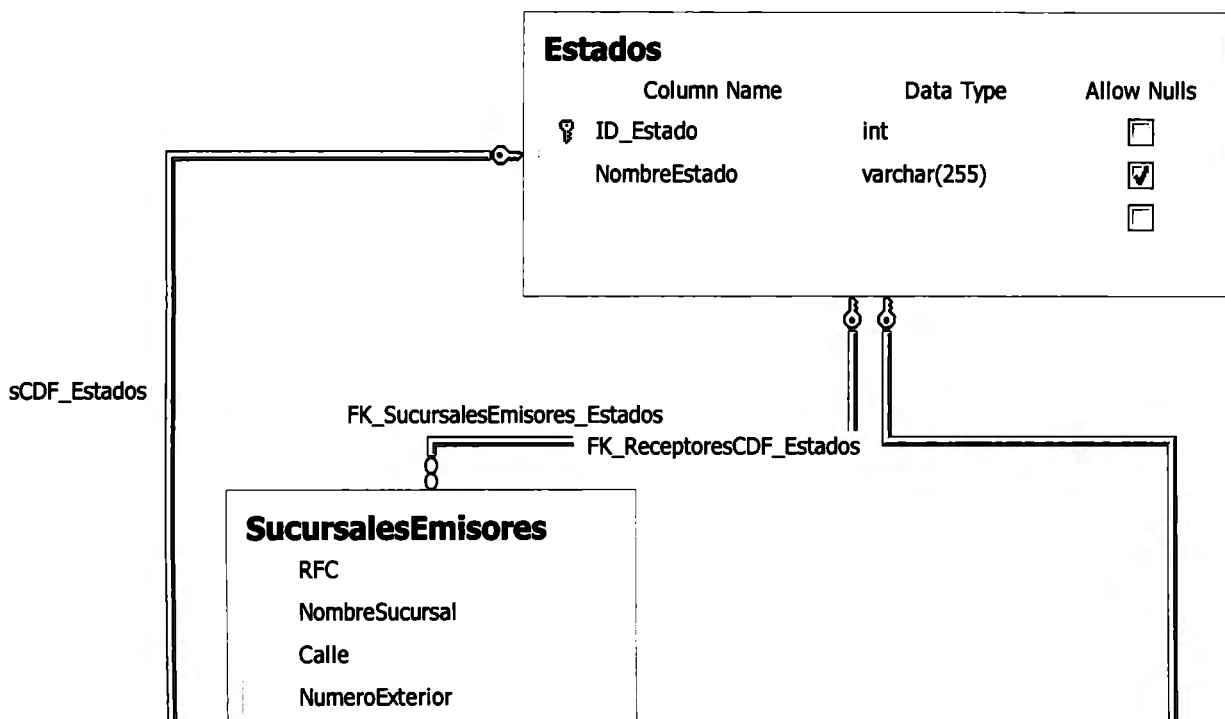 Estados
Column Name Data Type Allow Nulls
ID_Estado int
NombreEstado varchar(255)
sCDF_Estados
FK_SucursalesEmisores_Estados
FK_ReceptoresCDF_Estados
SucursalesEmisores
RFC
NombreSucursal
Calle
NumeroExterior